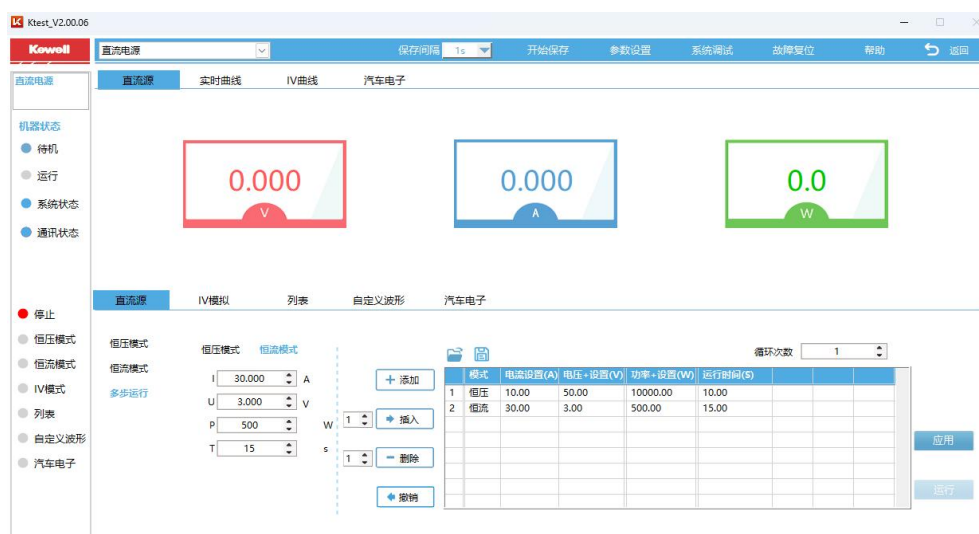 Ktest_V2.00.06
Kewell 直流电源 保存间隔 1s 开始保存 参数设置 系统调试 故障复位 帮助 返回
直流电源
直流源 实时曲线 IV曲线 汽车电子
机器状态
待机
运行
系统状态
通讯状态
0.000 0.000 0.0
V A W
直流源 IV模拟 列表 自定义波形 汽车电子
停止
恒压模式
恒流模式
IV模式
列表
自定义波形
汽车电子
恒压模式
恒流模式
多步运行
恒压模式 恒流模式
I 30.000 A
U 3.000 V
P 500 W
T 15 s
添加
1 插入
1 删除
撤销
循环次数 1
模式 电流设置(A) 电压+设置(V) 功率+设置(W) 运行时间(S)
1 恒压 10.00 50.00 10000.00 10.00
2 恒流 30.00 3.00 500.00 15.00
应用
运行